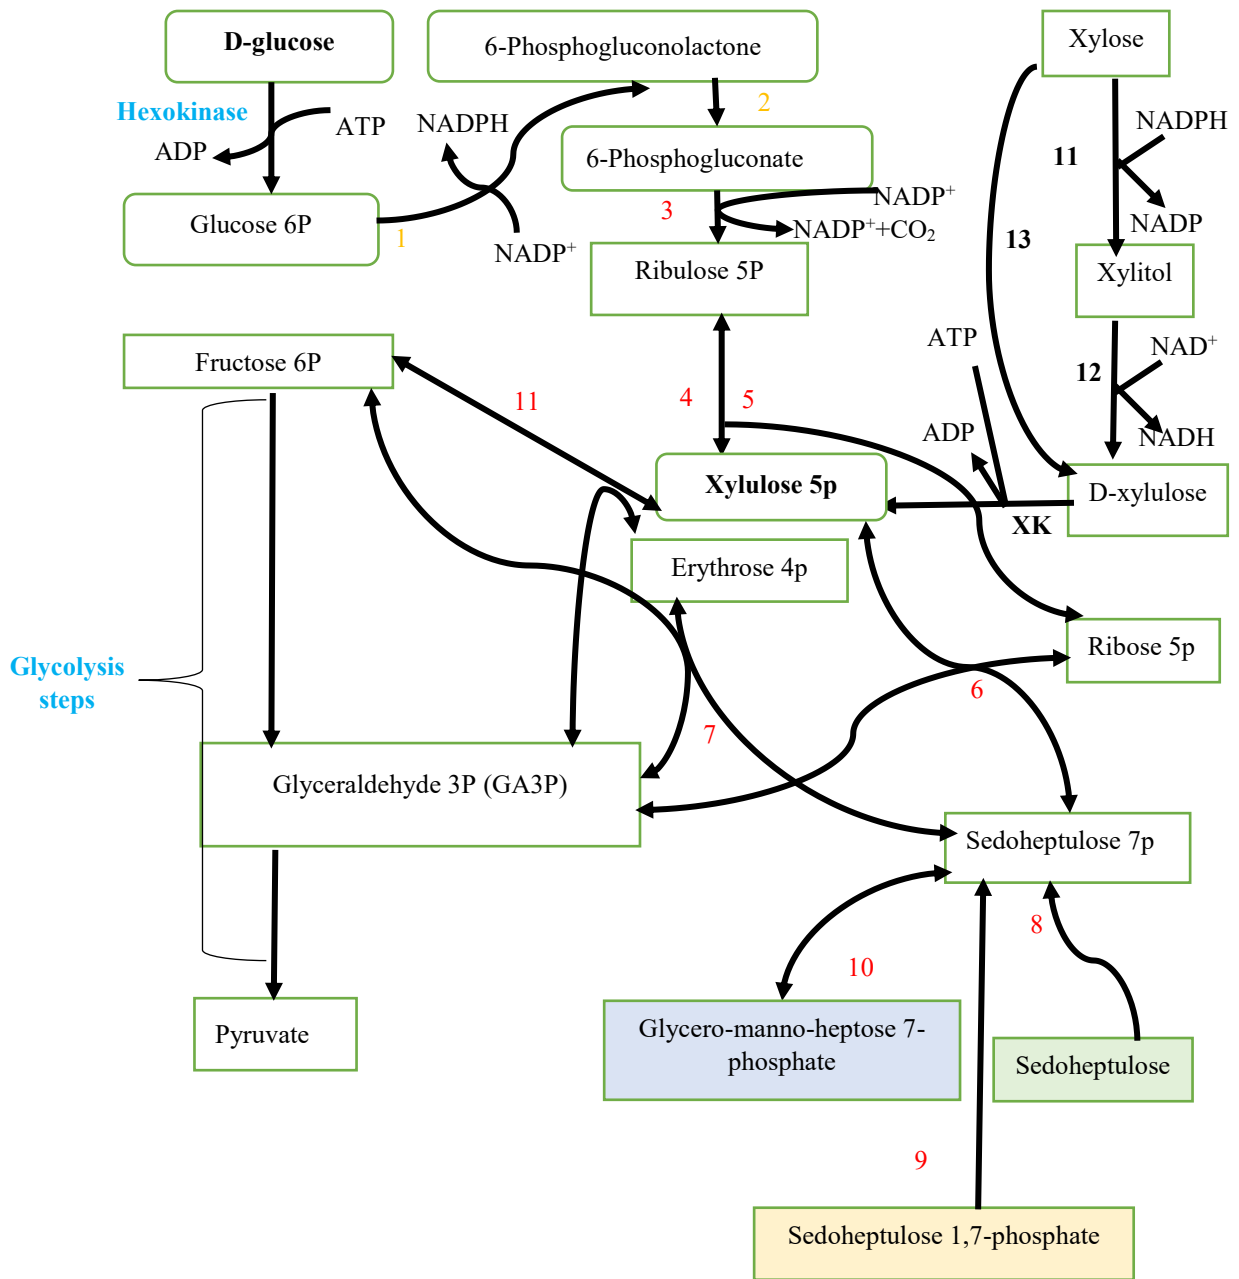 D-glucose
6-Phosphogluconolactone
Xylose
Hexokinase
ATP
ADP
NADPH
2
NADPH
11
NADP
6-Phosphogluconate
Glucose 6P
1
NADP⁺
3
NADP⁺
NADP⁺+CO₂
13
Ribulose 5P
Xylitol
Fructose 6P
ATP
12
NAD⁺
NADH
11
4
5
ADP
Xylulose 5p
D-xylulose
XK
Erythrose 4p
Ribose 5p
Glycolysis
steps
6
7
Glyceraldehyde 3P (GA3P)
Sedoheptulose 7p
8
10
Pyruvate
Glycero-manno-heptose 7-
phosphate
Sedoheptulose
9
Sedoheptulose 1,7-phosphate